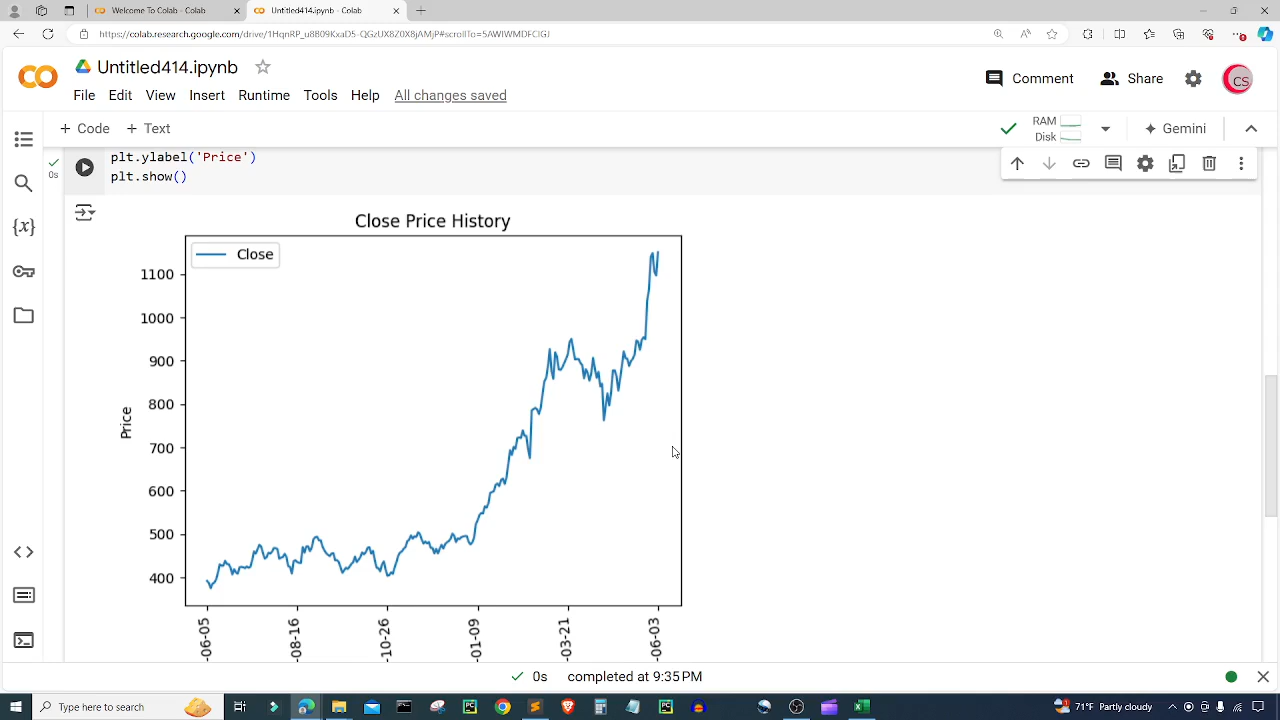 Welcome To Colab - Colab
Untitled414.ipynb - Colab
Untitled414.ipynb
Comment
Share
CS
File Edit View Insert Runtime Tools Help All changes saved
+ Code + Text
RAM
Disk
Gemini
plt.ylabel('Price')
plt.show()
0s
{x}
Close Price History
Close
1100
1000
900
800
700
600
500
400
Price
-06-05
-08-16
-10-26
-01-09
-03-21
-06-03
0s completed at 9:35 PM
Type here to search
71°F Partly cloudy